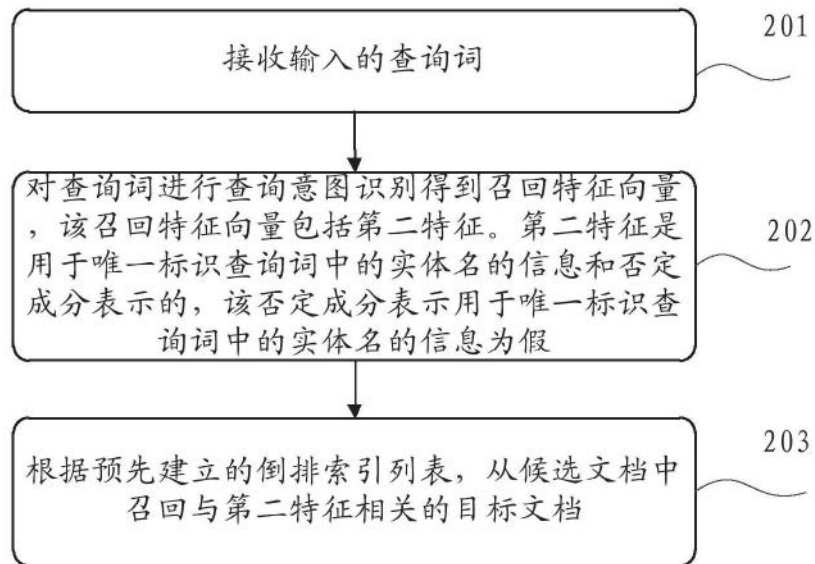 接收输入的查询词
201
对查询词进行查询意图识别得到召回特征向量
，该召回特征向量包括第二特征。第二特征是
用于唯一标识查询词中的实体名的信息和否定
成分表示的，该否定成分表示用于唯一标识查
询词中的实体名的信息为假
202
根据预先建立的倒排索引列表，从候选文档中
召回与第二特征相关的目标文档
203